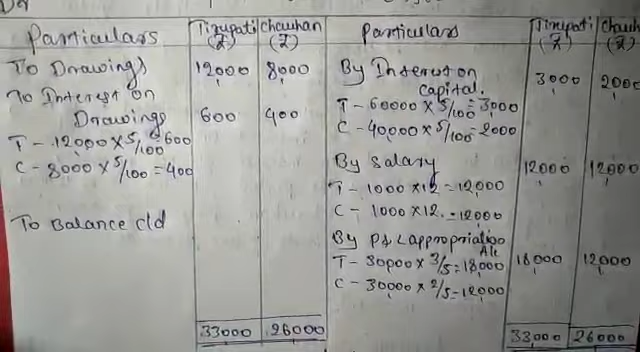 Dr
Particulars Tirupati (₹) Chauhan (₹)
To Drawings 12000 8000
To Interest on
Drawings 600 400
T - 12000 × 5/100 = 600
C - 8000 × 5/100 = 400
To Balance c/d
33000 26000
Particulars Tirupati (₹) Chauh (₹)
By Interest on 3000 2000
Capital.
T - 60000 × 5/100 = 3000
C - 40000 × 5/100 = 2000
By Salary 12000 12000
T - 1000 × 12 = 12000
C - 1000 × 12. = 12000
By P&L appropriatioo
A/c
T - 30000 × 3/5 = 18000 18000 12000
C - 30000 × 2/5 = 12000
33000 26000